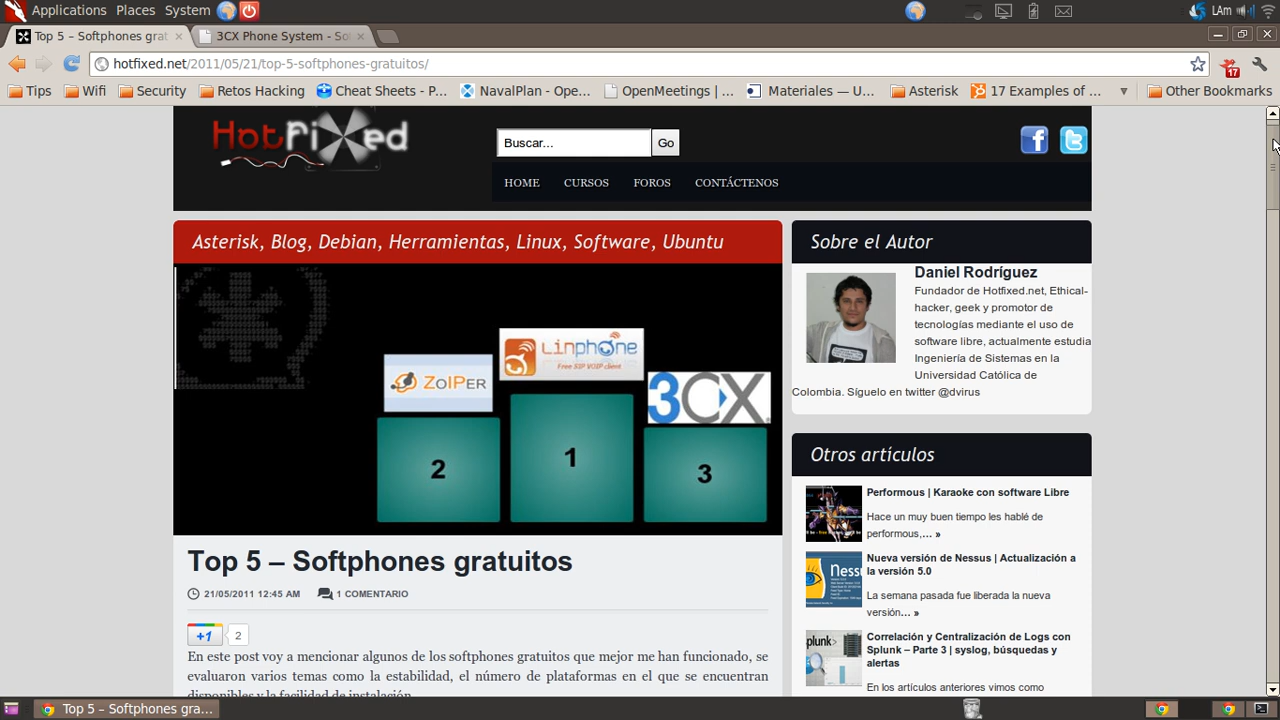 Applications Places System LAm
Top 5 – Softphones grat 3CX Phone System - So
hotfixed.net/2011/05/21/top-5-softphones-gratuitos/ 17
Tips Wifi Security Retos Hacking Cheat Sheets - P... NavalPlan - Ope... OpenMeetings | ... Materiales — U... Asterisk 17 Examples of ... Other Bookmarks
HotfiXed
Buscar... Go
HOME CURSOS FOROS CONTÁCTENOS
Asterisk, Blog, Debian, Herramientas, Linux, Software, Ubuntu
ZoIPER
Linphone
Free SIP VOIP client
3CX
2 1 3
Top 5 – Softphones gratuitos
21/05/2011 12:45 AM 1 COMENTARIO
+1 2
En este post voy a mencionar algunos de los softphones gratuitos que mejor me han funcionado, se
evaluaron varios temas como la estabilidad, el número de plataformas en el que se encuentran
disponibles y la facilidad de instalación
Sobre el Autor
Daniel Rodríguez
Fundador de Hotfixed.net, Ethical-
hacker, geek y promotor de
tecnologías mediante el uso de
software libre, actualmente estudia
Ingeniería de Sistemas en la
Universidad Católica de
Colombia. Síguelo en twitter @dvirus
Otros artículos
Performous | Karaoke con software Libre
Hace un muy buen tiempo les hablé de
performous,... »
Ness
Nueva versión de Nessus | Actualización a
la versión 5.0
La semana pasada fue liberada la nueva
versión... »
splunk>
Correlación y Centralización de Logs con
Splunk – Parte 3 | syslog, búsquedas y
alertas
En los artículos anteriores vimos como
Top 5 – Softphones gra...